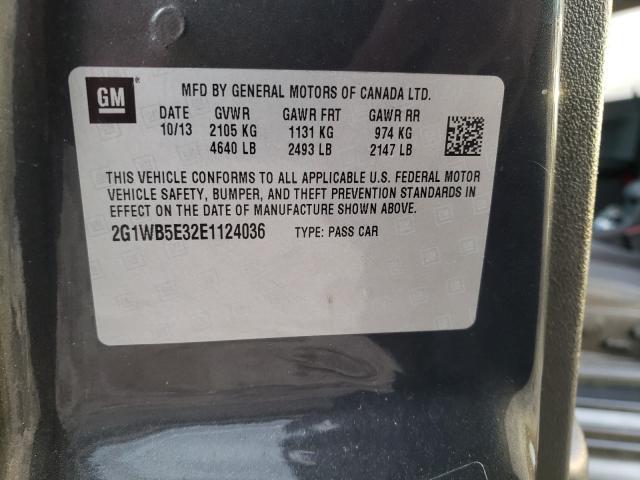 GM
MFD BY GENERAL MOTORS OF CANADA LTD.
DATE GVWR GAWR FRT GAWR RR
10/13 2105 KG 1131 KG 974 KG
4640 LB 2493 LB 2147 LB
THIS VEHICLE CONFORMS TO ALL APPLICABLE U.S. FEDERAL MOTOR
VEHICLE SAFETY, BUMPER, AND THEFT PREVENTION STANDARDS IN
EFFECT ON THE DATE OF MANUFACTURE SHOWN ABOVE.
2G1WB5E32E1124036 TYPE: PASS CAR